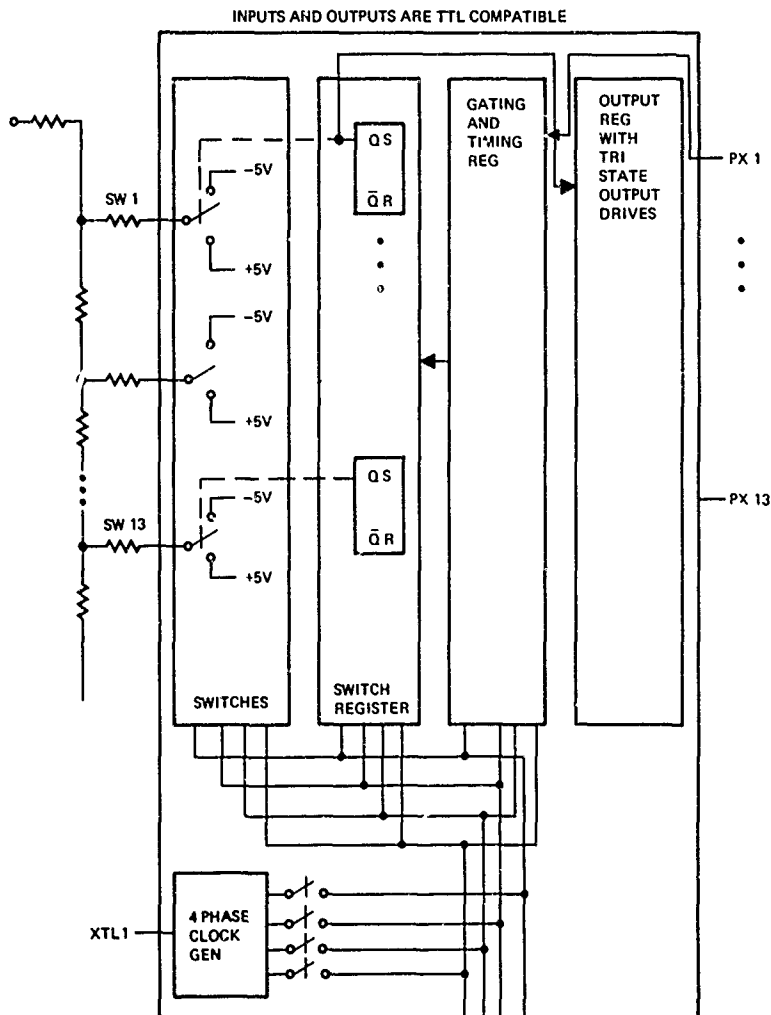 INPUTS AND OUTPUTS ARE TTL COMPATIBLE
GATING
AND
TIMING
REG
OUTPUT
REG
WITH
TRI
STATE
OUTPUT
DRIVES
Q S
Q̅ R
PX 1
SW 1
−5V
+5V
−5V
+5V
PX 13
Q S
Q̅ R
SW 13
−5V
+5V
SWITCHES
SWITCH
REGISTER
4 PHASE
CLOCK
GEN
XTL1